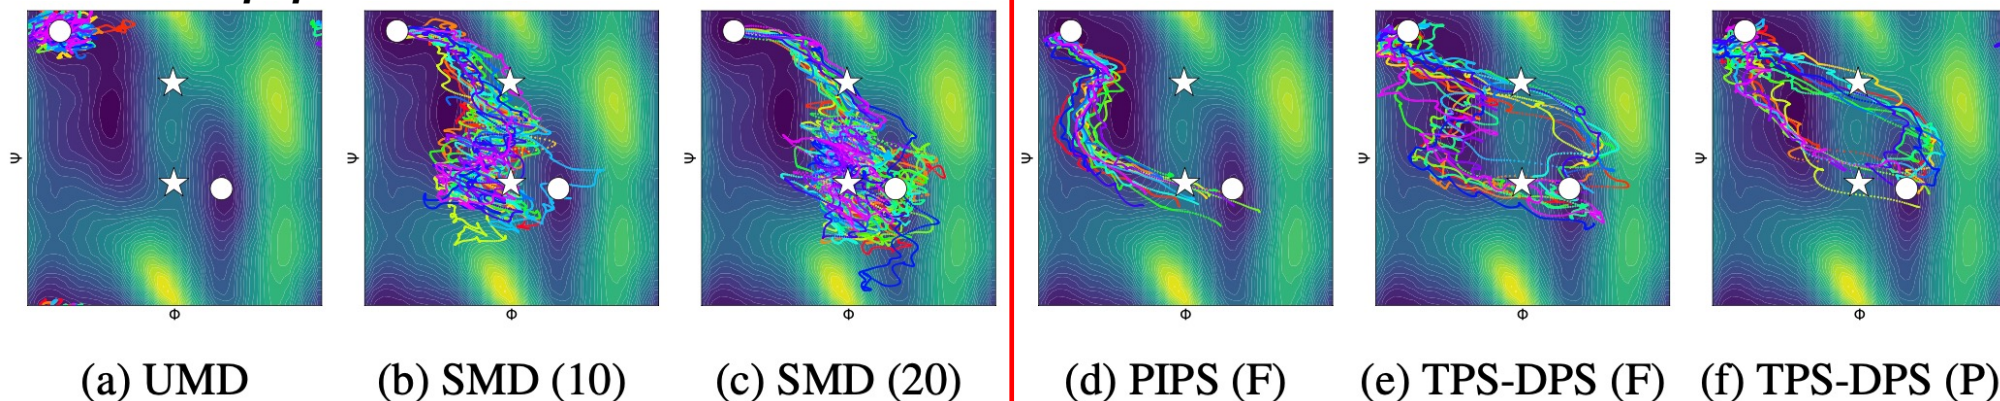 Ψ Ψ Ψ Ψ Ψ Ψ
Φ Φ Φ Φ Φ Φ
(a) UMD (b) SMD (10) (c) SMD (20) (d) PIPS (F) (e) TPS-DPS (F) (f) TPS-DPS (P)